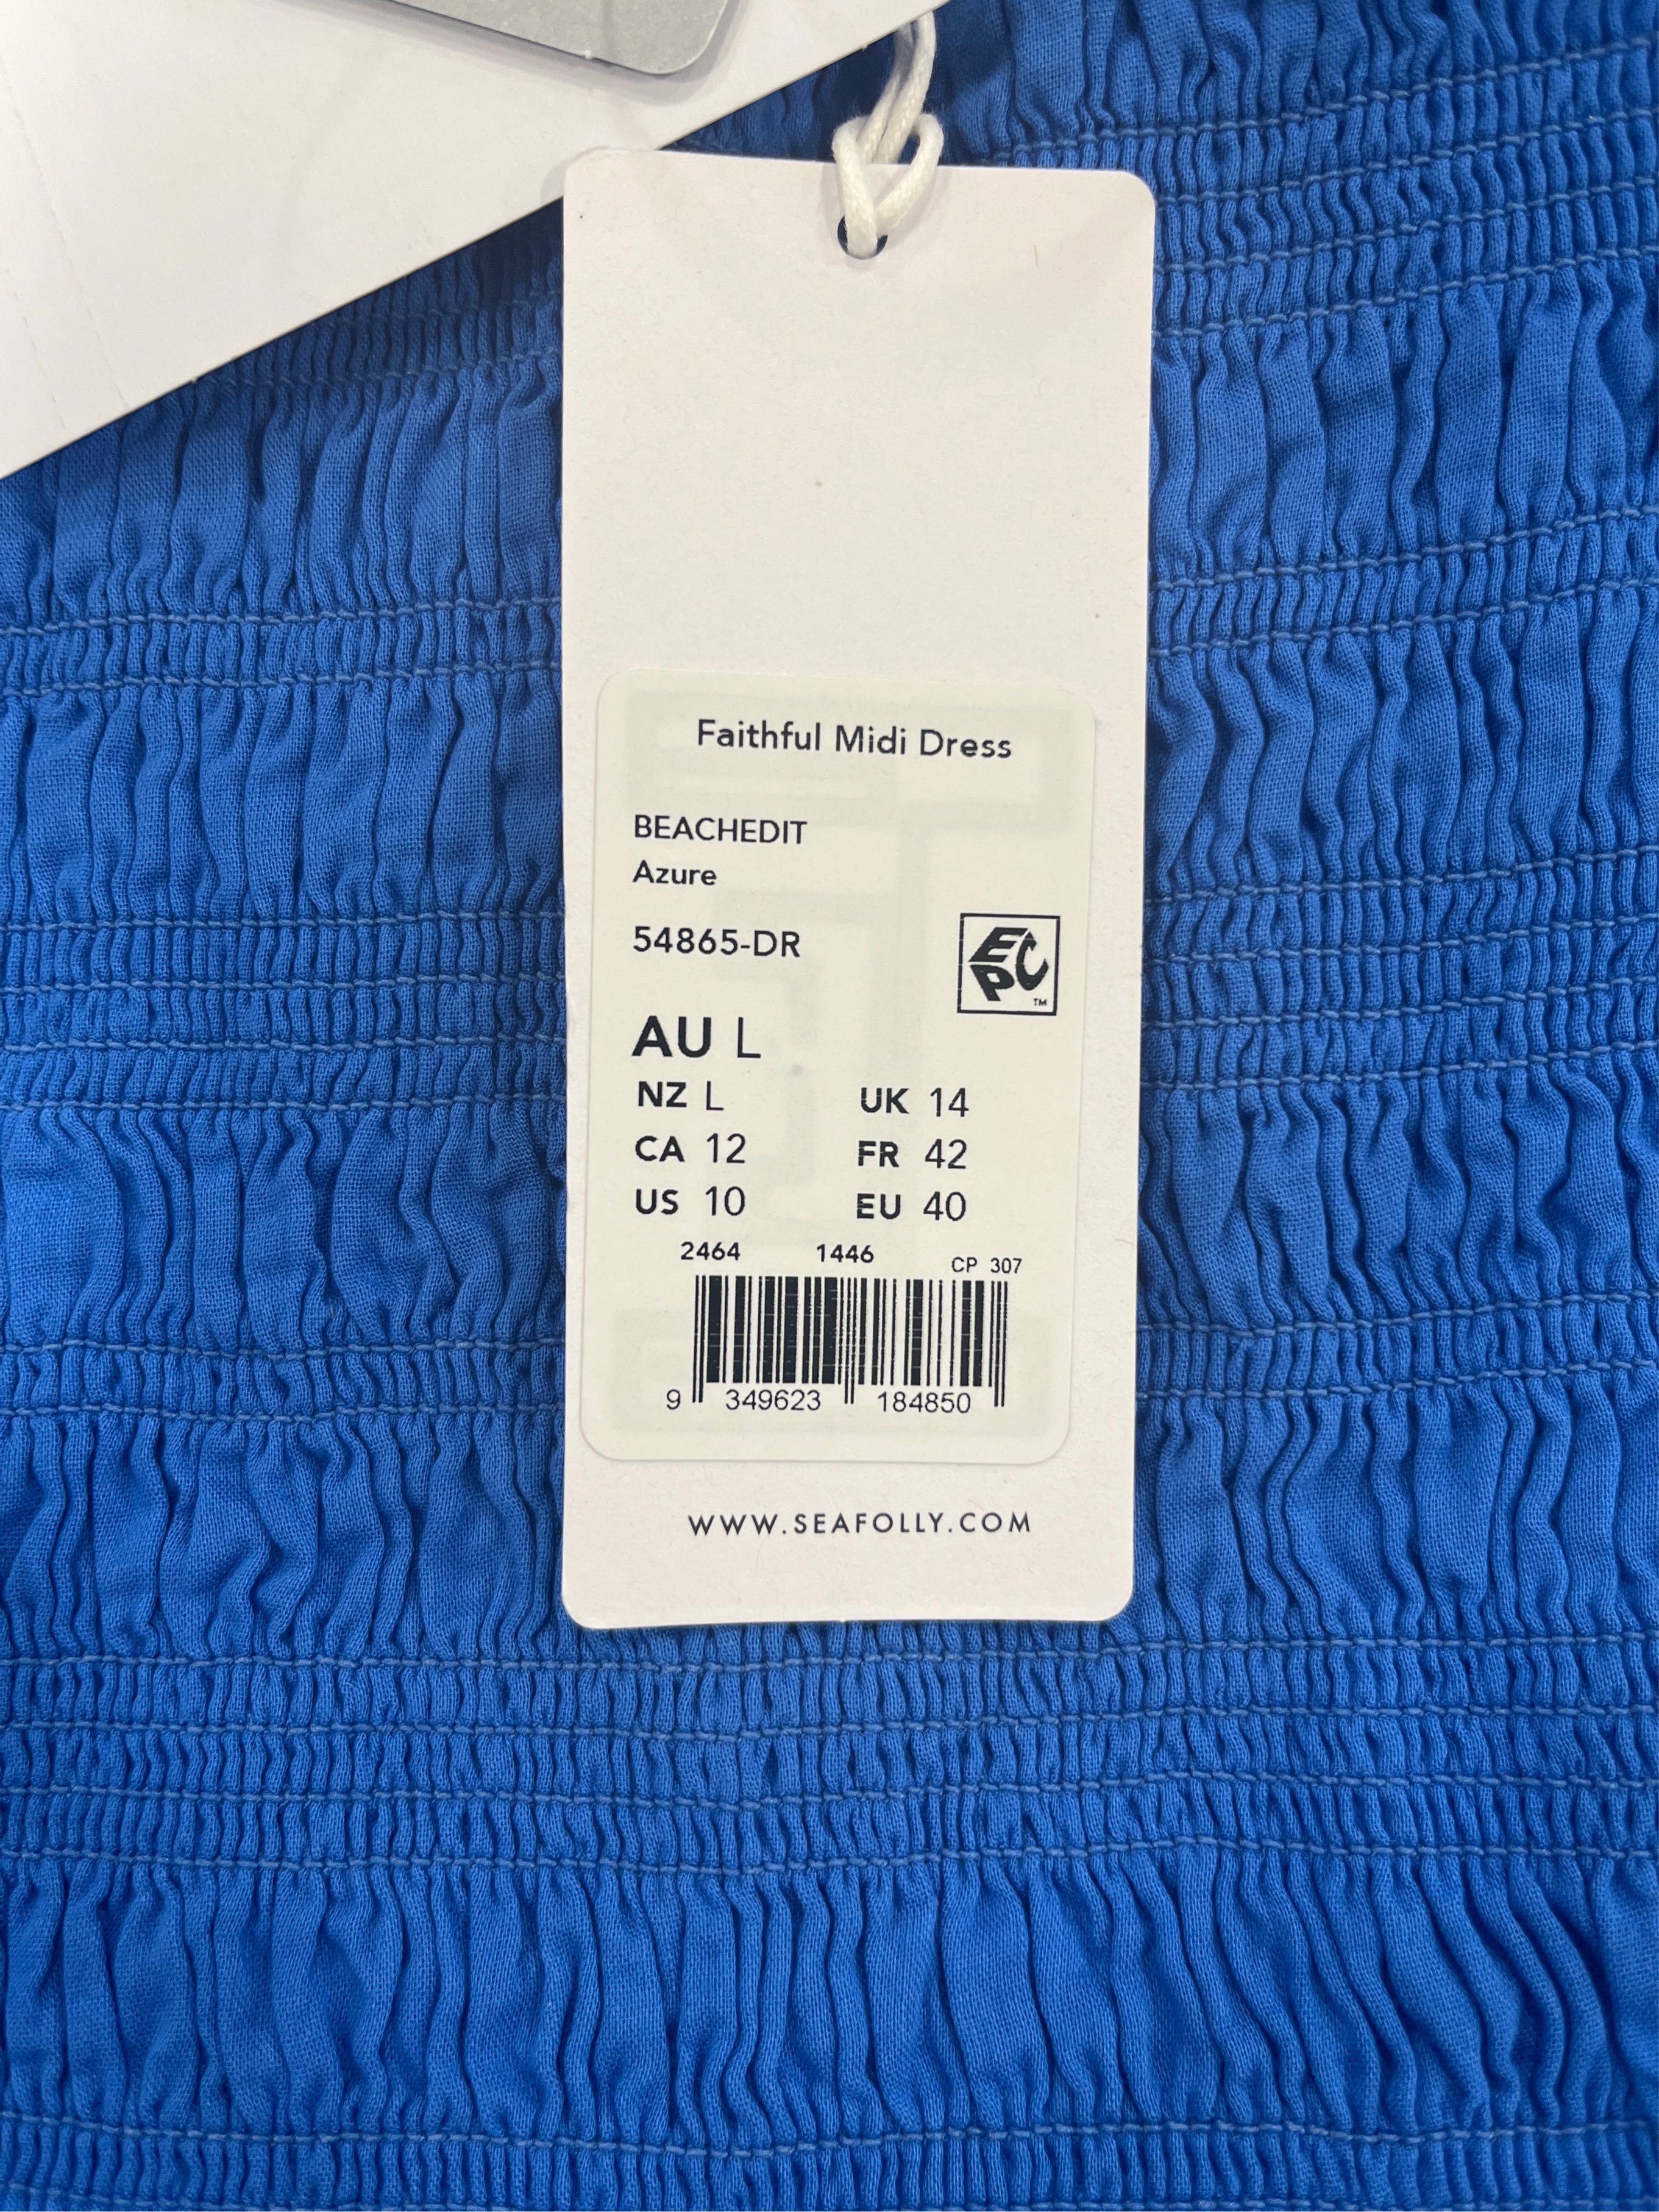 Faithful Midi Dress
BEACHEDIT
Azure
54865-DR
EPC™
AU L
NZ L UK 14
CA 12 FR 42
US 10 EU 40
2464 1446 CP 307
9 349623 184850
WWW.SEAFOLLY.COM